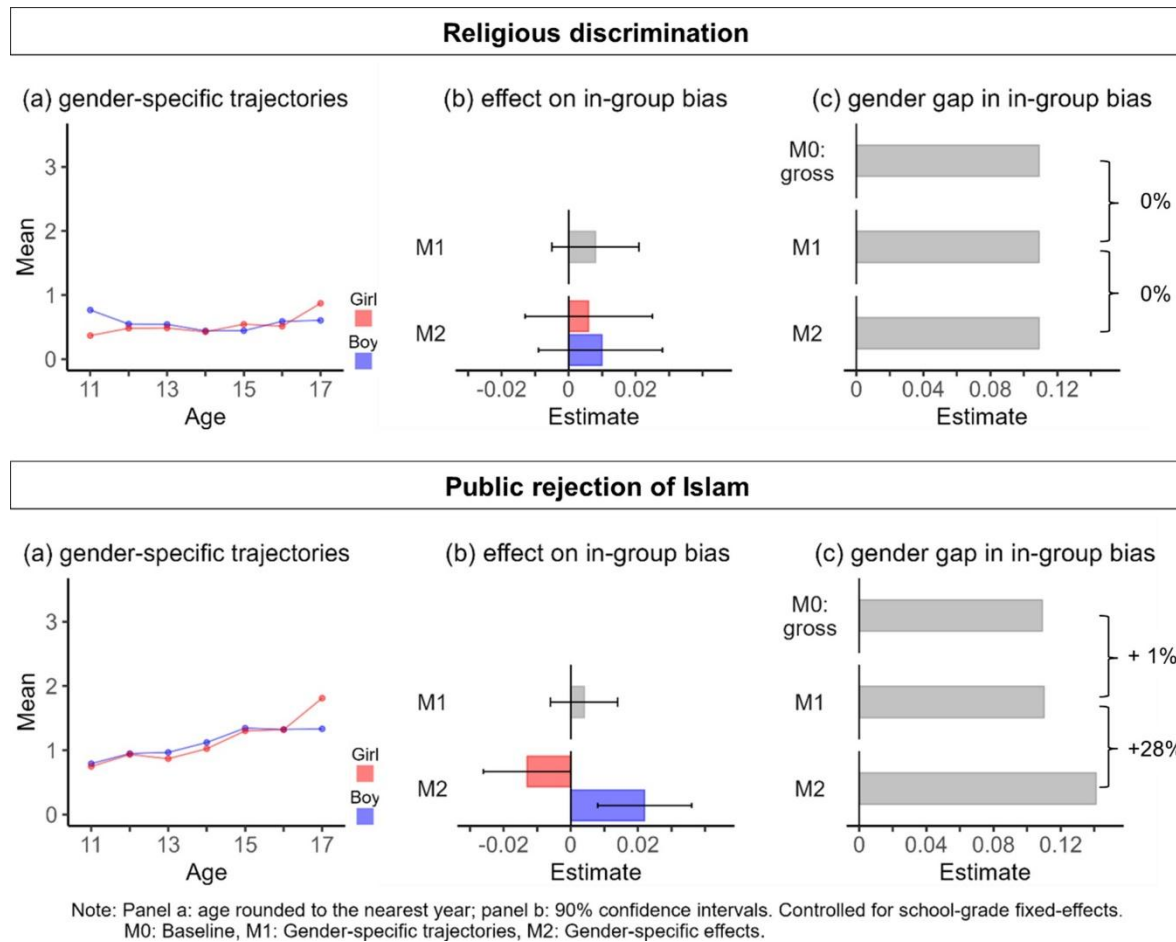 Religious discrimination
(a) gender-specific trajectories
Mean
3
2
1
0
11
13
15
17
Age
Girl
Boy
(b) effect on in-group bias
M1
M2
-0.02
0
0.02
Estimate
(c) gender gap in in-group bias
M0:
gross
M1
M2
0%
0%
0
0.04
0.08
0.12
Estimate
Public rejection of Islam
(a) gender-specific trajectories
Mean
3
2
1
0
11
13
15
17
Age
Girl
Boy
(b) effect on in-group bias
M1
M2
-0.02
0
0.02
Estimate
(c) gender gap in in-group bias
M0:
gross
M1
M2
+ 1%
+28%
0
0.04
0.08
0.12
Estimate
Note: Panel a: age rounded to the nearest year; panel b: 90% confidence intervals. Controlled for school-grade fixed-effects.
M0: Baseline, M1: Gender-specific trajectories, M2: Gender-specific effects.